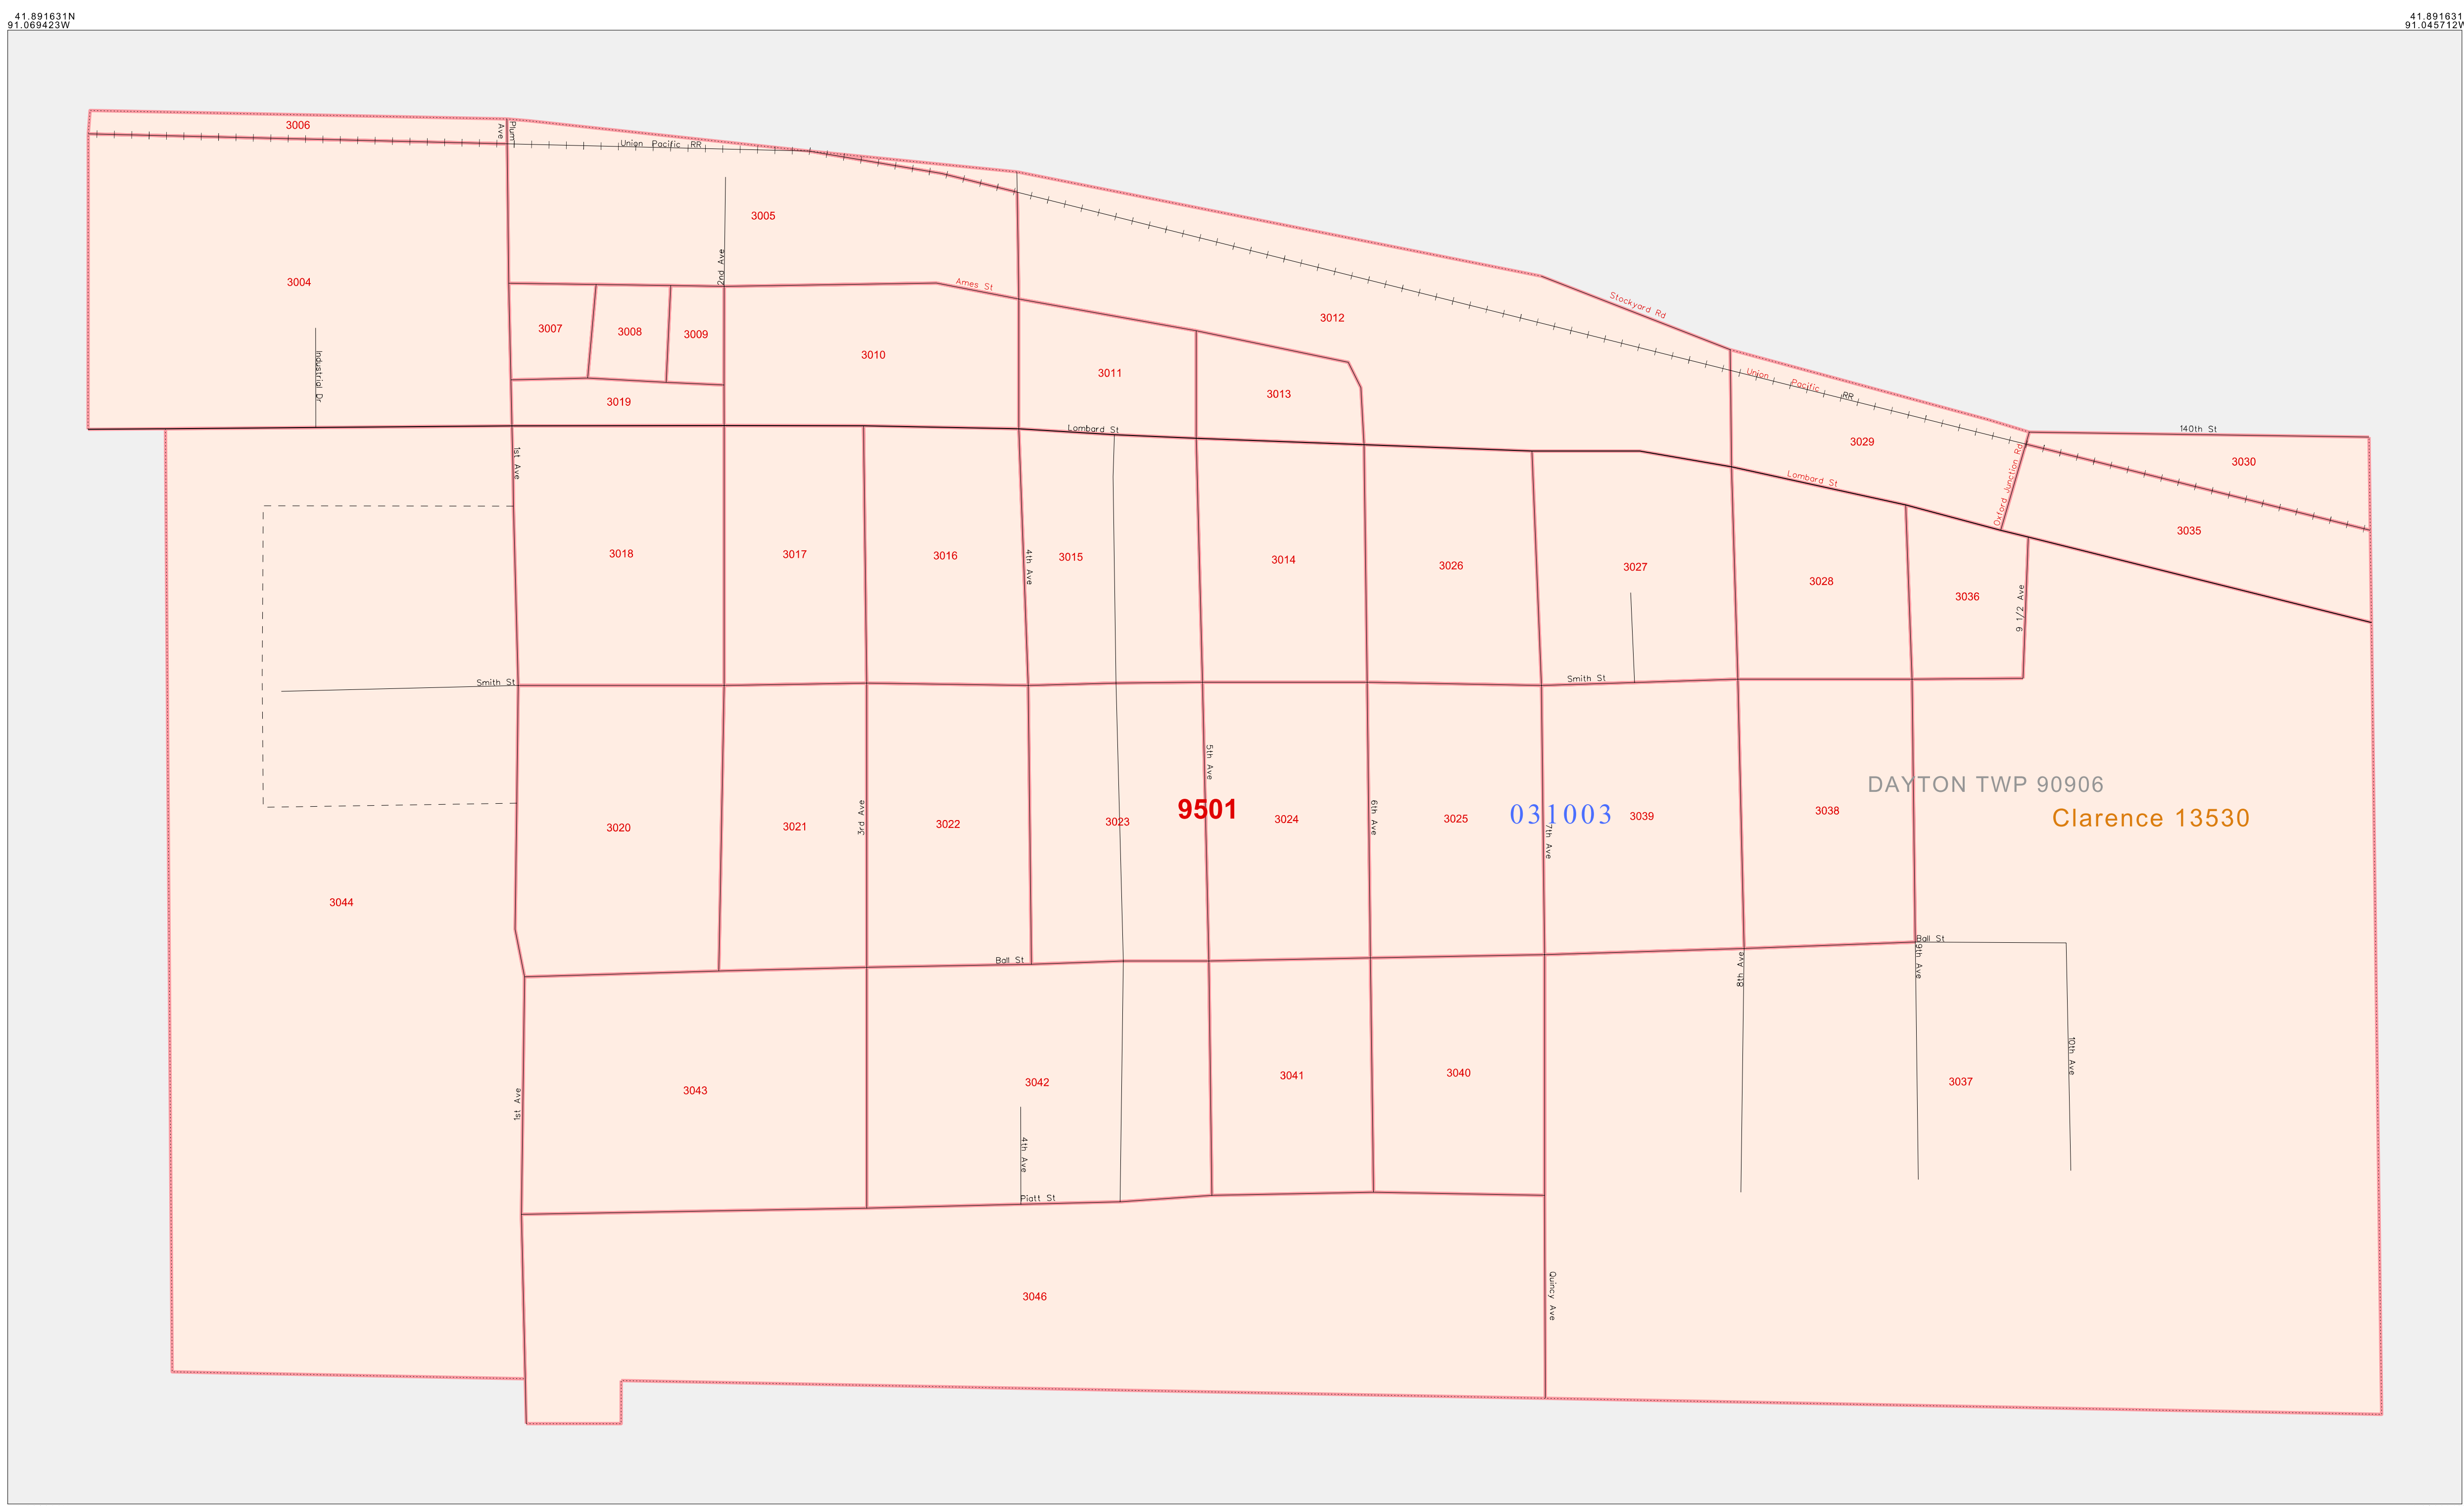 41.891631N
91.069423W
41.891631
91.045712W
3006
Plum
Ave
Union Pacific RR
3005
2nd Ave
3004
Industrial Dr
Ames St
3012
Stockyard Rd
3007
3008
3009
3010
3011
3013
3019
Union Pacific RR
Lombard St
3029
140th St
3030
1st Ave
Lombard St
Oxford Junction Rd
3035
3018
3017
3016
4th Ave
3015
3014
3026
3027
3028
3036
9 1/2 Ave
Smith St
Smith St
5th Ave
DAYTON TWP 90906
9501
031003
Clarence 13530
3020
3021
3rd Ave
3022
3023
3024
6th Ave
3025
7th Ave
3039
3038
3044
Ball St
Ball St
8th Ave
9th Ave
3043
3042
3041
3040
3037
10th Ave
1st Ave
4th Ave
Piatt St
3046
Quincy Ave